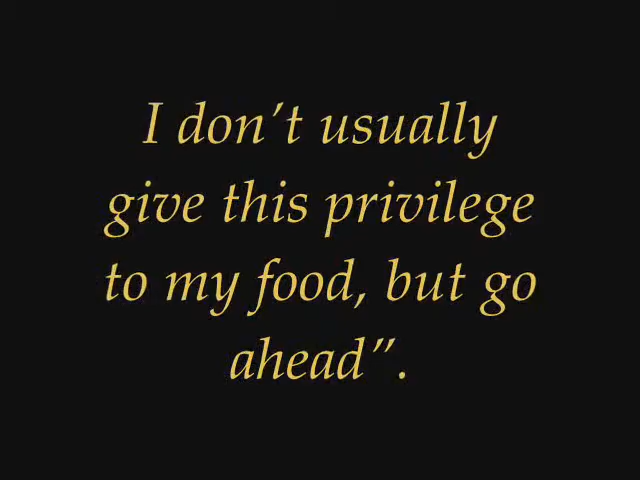 I don’t usually
give this privilege
to my food, but go
ahead”.